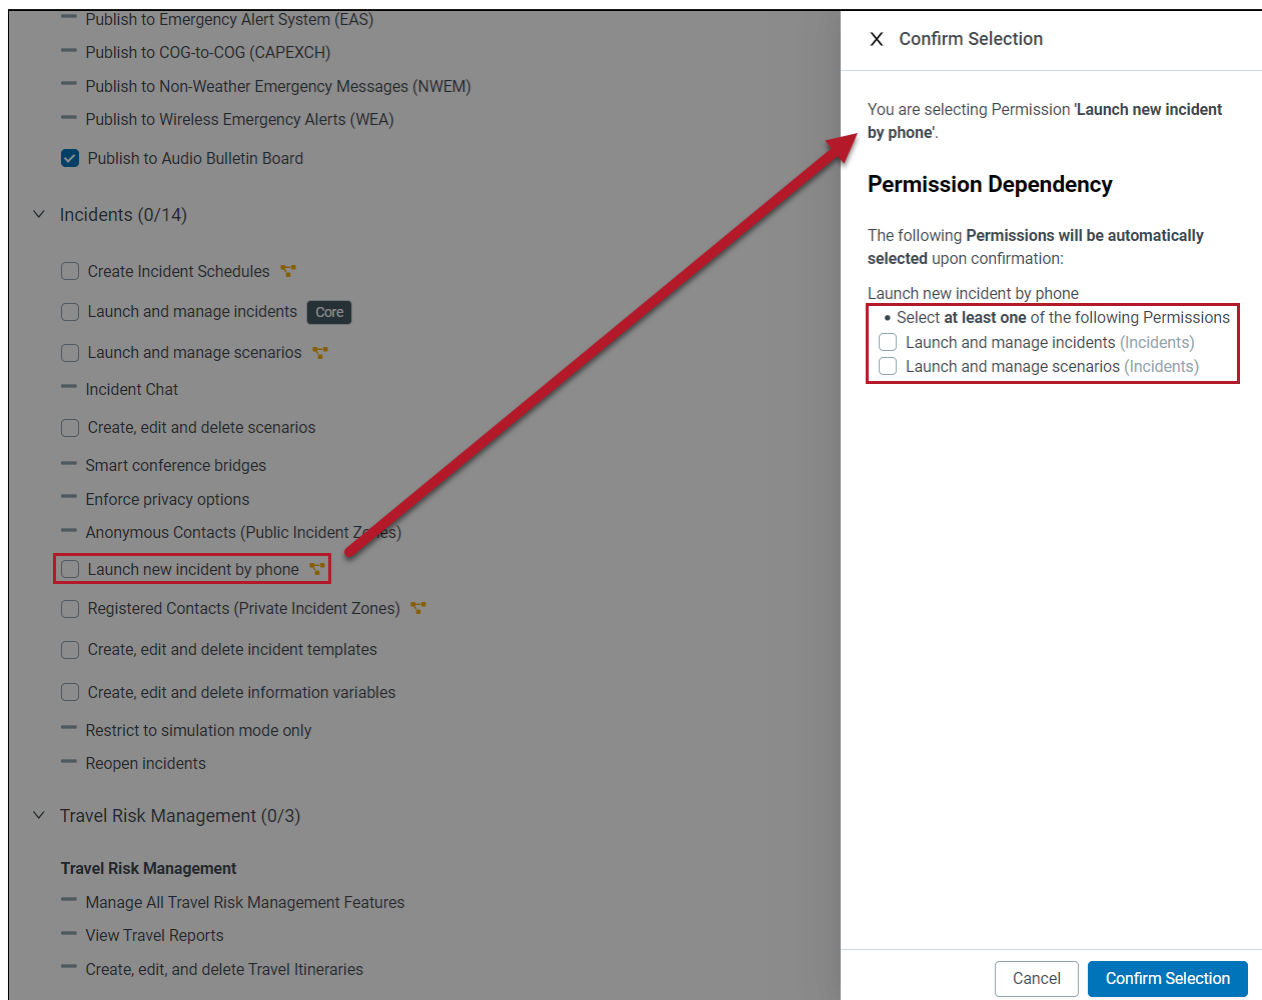 Publish to Emergency Alert System (EAS)
Publish to COG-to-COG (CAPEXCH)
Publish to Non-Weather Emergency Messages (NWEM)
Publish to Wireless Emergency Alerts (WEA)
Publish to Audio Bulletin Board
Incidents (0/14)
Create Incident Schedules
Launch and manage incidents Core
Launch and manage scenarios
Incident Chat
Create, edit and delete scenarios
Smart conference bridges
Enforce privacy options
Anonymous Contacts (Public Incident Zones)
Launch new incident by phone
Registered Contacts (Private Incident Zones)
Create, edit and delete incident templates
Create, edit and delete information variables
Restrict to simulation mode only
Reopen incidents
Travel Risk Management (0/3)
Travel Risk Management
Manage All Travel Risk Management Features
View Travel Reports
Create, edit, and delete Travel Itineraries
Confirm Selection
You are selecting Permission 'Launch new incident
by phone'.
Permission Dependency
The following Permissions will be automatically
selected upon confirmation:
Launch new incident by phone
• Select at least one of the following Permissions
Launch and manage incidents (Incidents)
Launch and manage scenarios (Incidents)
Cancel
Confirm Selection